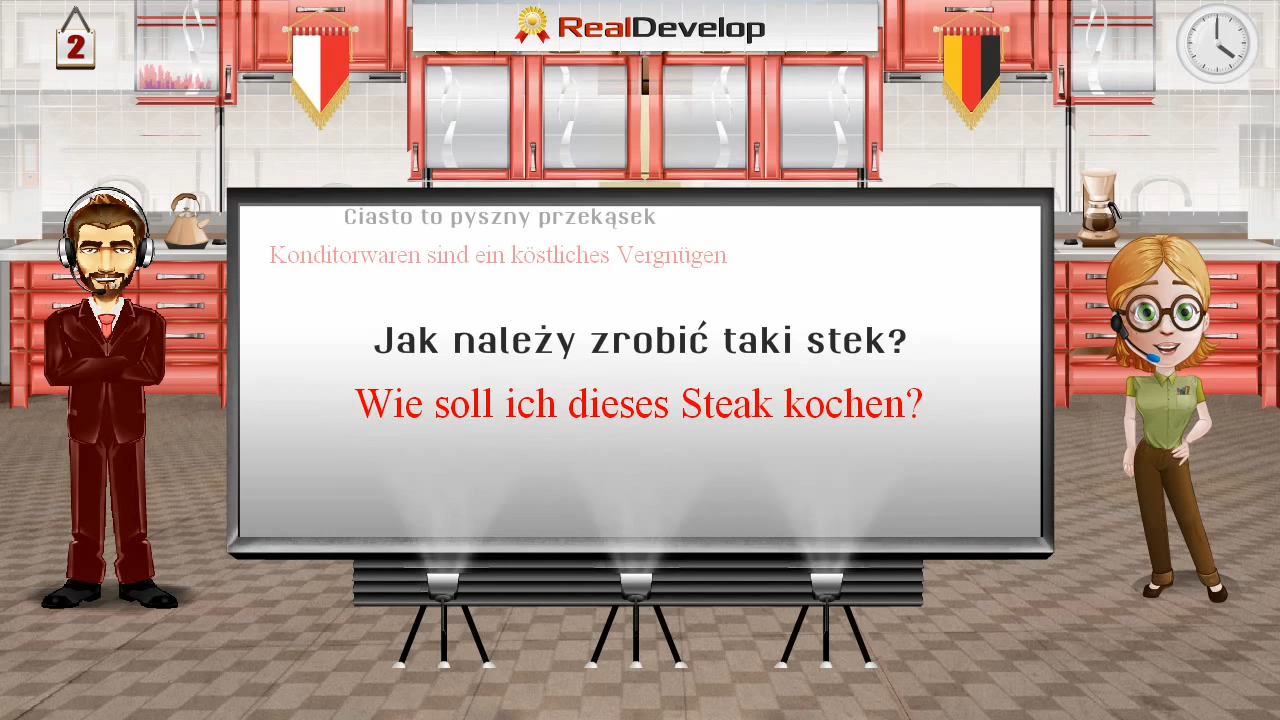 2
RealDevelop
Ciasto to pyszny przekąsek
Konditorwaren sind ein köstliches Vergnügen
Jak należy zrobić taki stek?
Wie soll ich dieses Steak kochen?